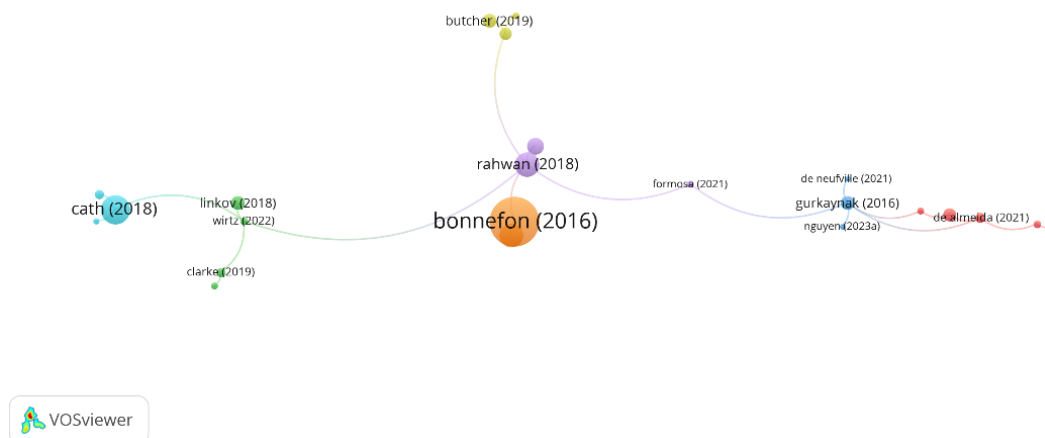 butcher (2019)
rahwan (2018)
formosa (2021)
de neufville (2021)
cath (2018)
linkov (2018)
gurkaynak (2016)
wirtz (2022)
bonnefon (2016)
nguyen (2023a)
de almeida (2021)
clarke (2019)
VOSviewer